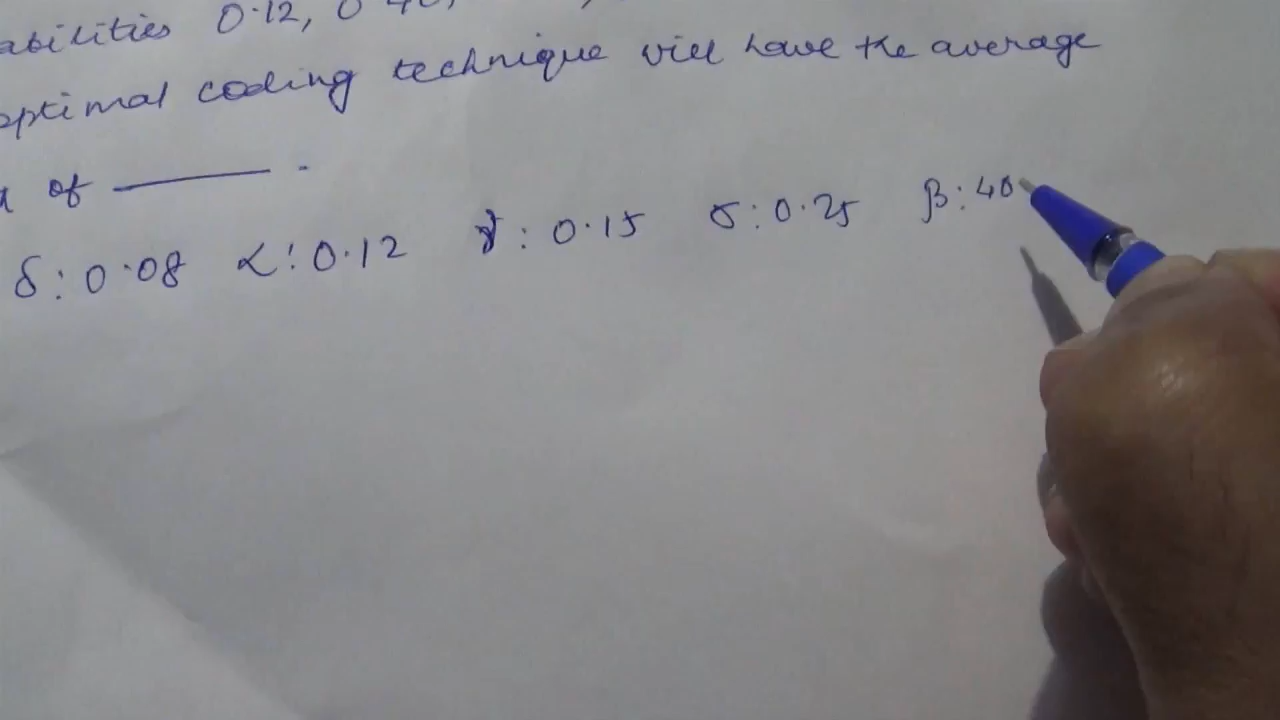 abilities 0.12, 0.40,
optimal coding technique will have the average
of ———.
δ:0.08 α:0.12 γ:0.15 σ:0.25 β:40